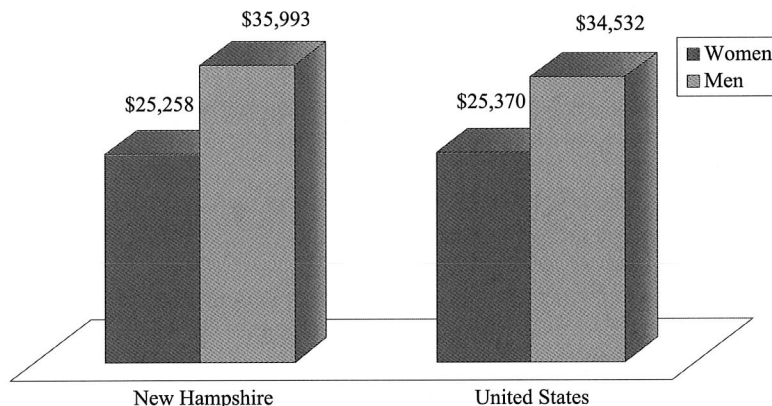 $35,993
$34,532
Women
Men
$25,258
$25,370
New Hampshire
United States